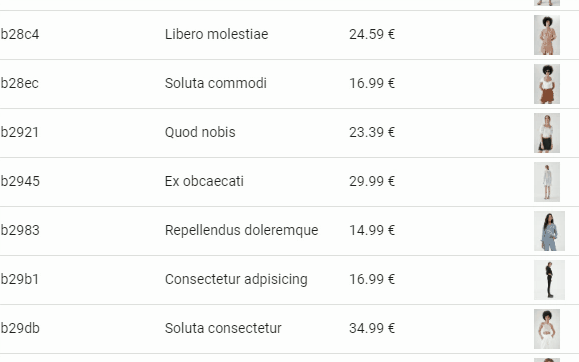 b28c4 Libero molestiae 24.59 €
b28ec Soluta commodi 16.99 €
b2921 Quod nobis 23.39 €
b2945 Ex obcaecati 29.99 €
b2983 Repellendus doleremque 14.99 €
b29b1 Consectetur adpisicing 16.99 €
b29db Soluta consectetur 34.99 €